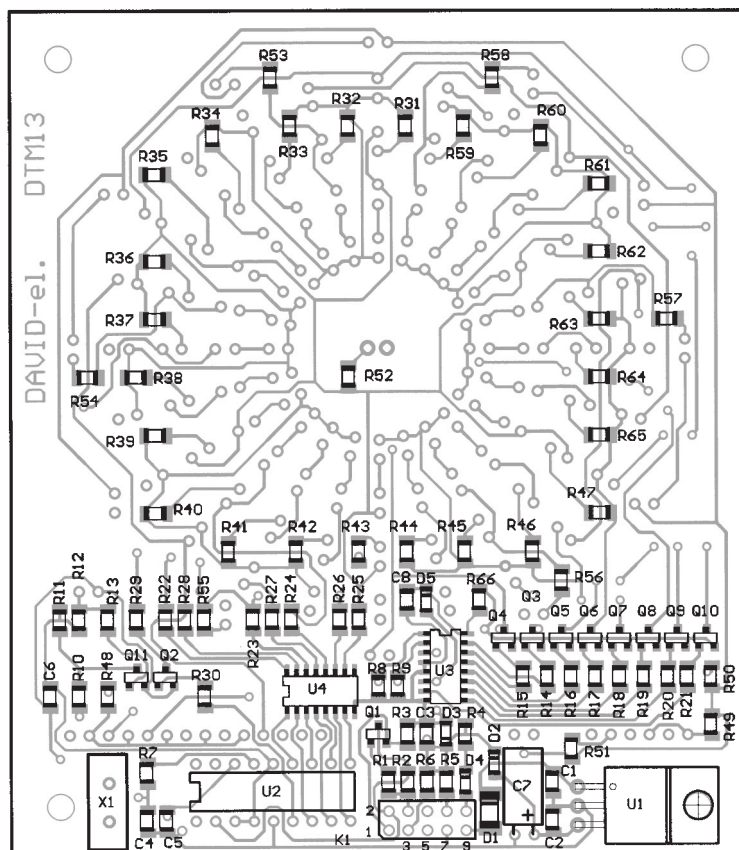 DTM13
DAVID-el.
R53
R58
R34
R32
R31
R60
R33
R59
R35
R61
R36
R62
R37
R63
R57
R38
R54
R52
R64
R39
R65
R40
R47
R41
R42
R43
R44
R45
R46
R56
R11
R12
R13
R29
R22
R28
R55
R27
R24
R26
R25
C8
D5
R66
Q3
Q4
Q5
Q6
Q7
Q8
Q9
Q10
R23
C6
R10
R48
Q11
Q2
R30
U4
R8
R9
U3
R15
R14
R16
R17
R18
R19
R20
R21
R50
R49
Q1
R3
C3
D3
R4
D2
R51
R7
R1
R2
R6
R5
D4
C7
C1
X1
U2
U1
2
1
+
C4
C5
K1
3
5
7
9
D1
C2